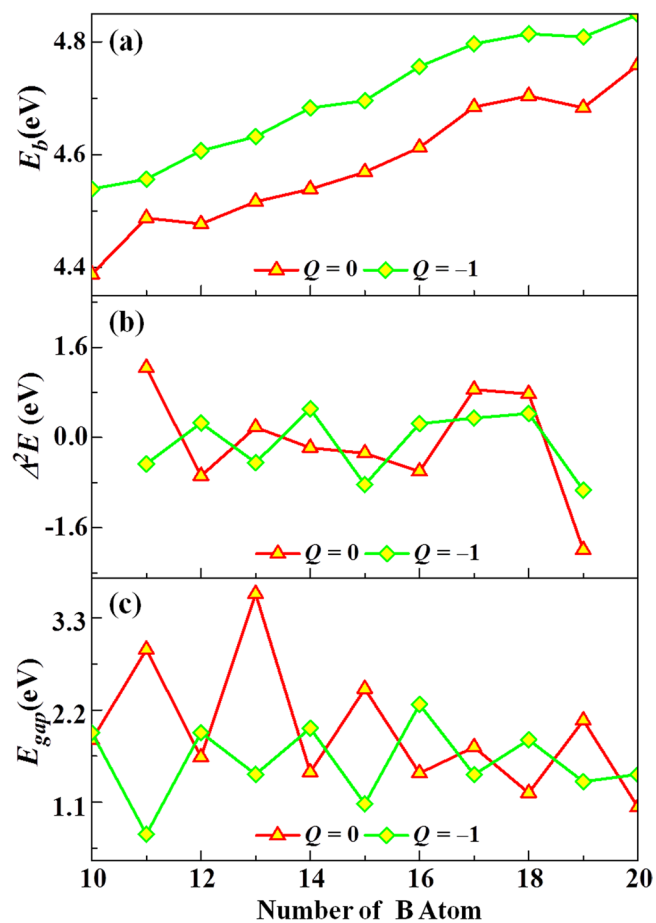 (a)
4.8
4.6
4.4
E_b(eV)
Q = 0 Q = –1
(b)
1.6
0.0
-1.6
Δ²E (eV)
Q = 0 Q = –1
(c)
3.3
2.2
1.1
E_gap(eV)
Q = 0 Q = –1
10 12 14 16 18 20
Number of B Atom